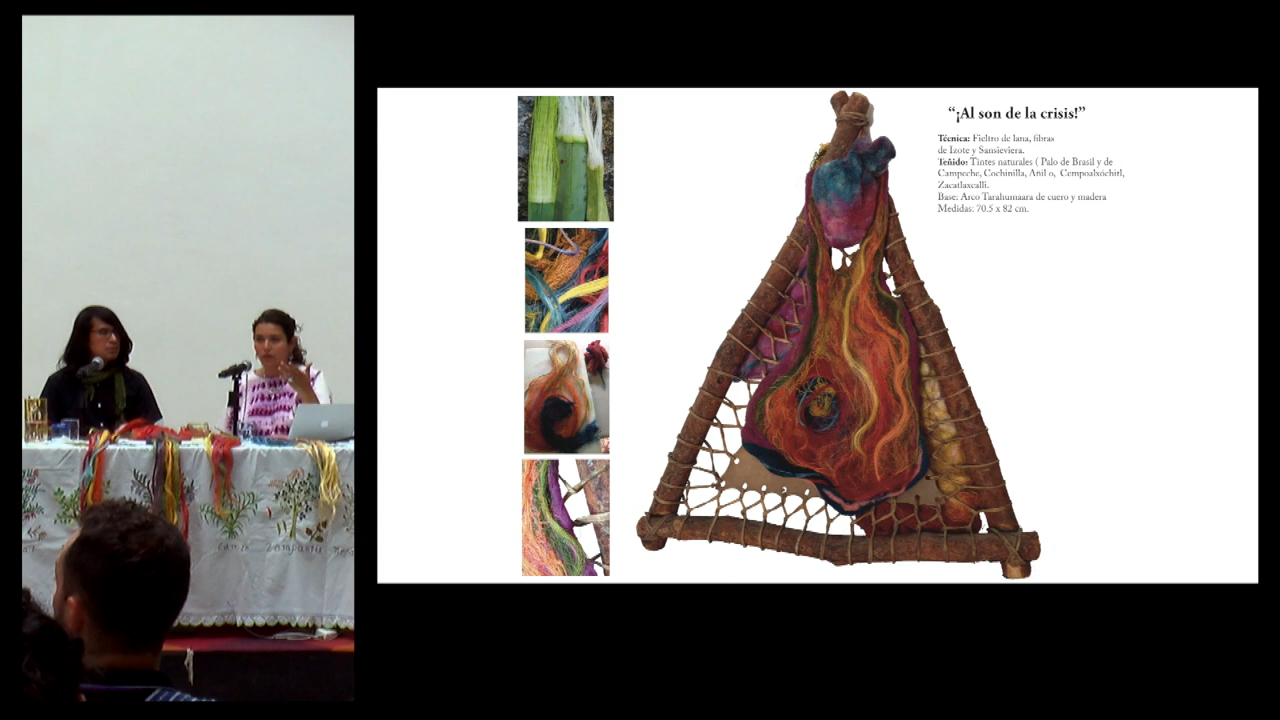 “¡Al son de la crisis!”
Técnica: Fieltro de lana, fibras
de Izote y Sansieviera.
Teñido: Tintes naturales ( Palo de Brasil y de
Campeche, Cochinilla, Añil o, Cempoalxóchitl,
Zacatlaxcalli.
Base: Arco Tarahumaara de cuero y madera
Medidas: 70.5 x 82 cm.